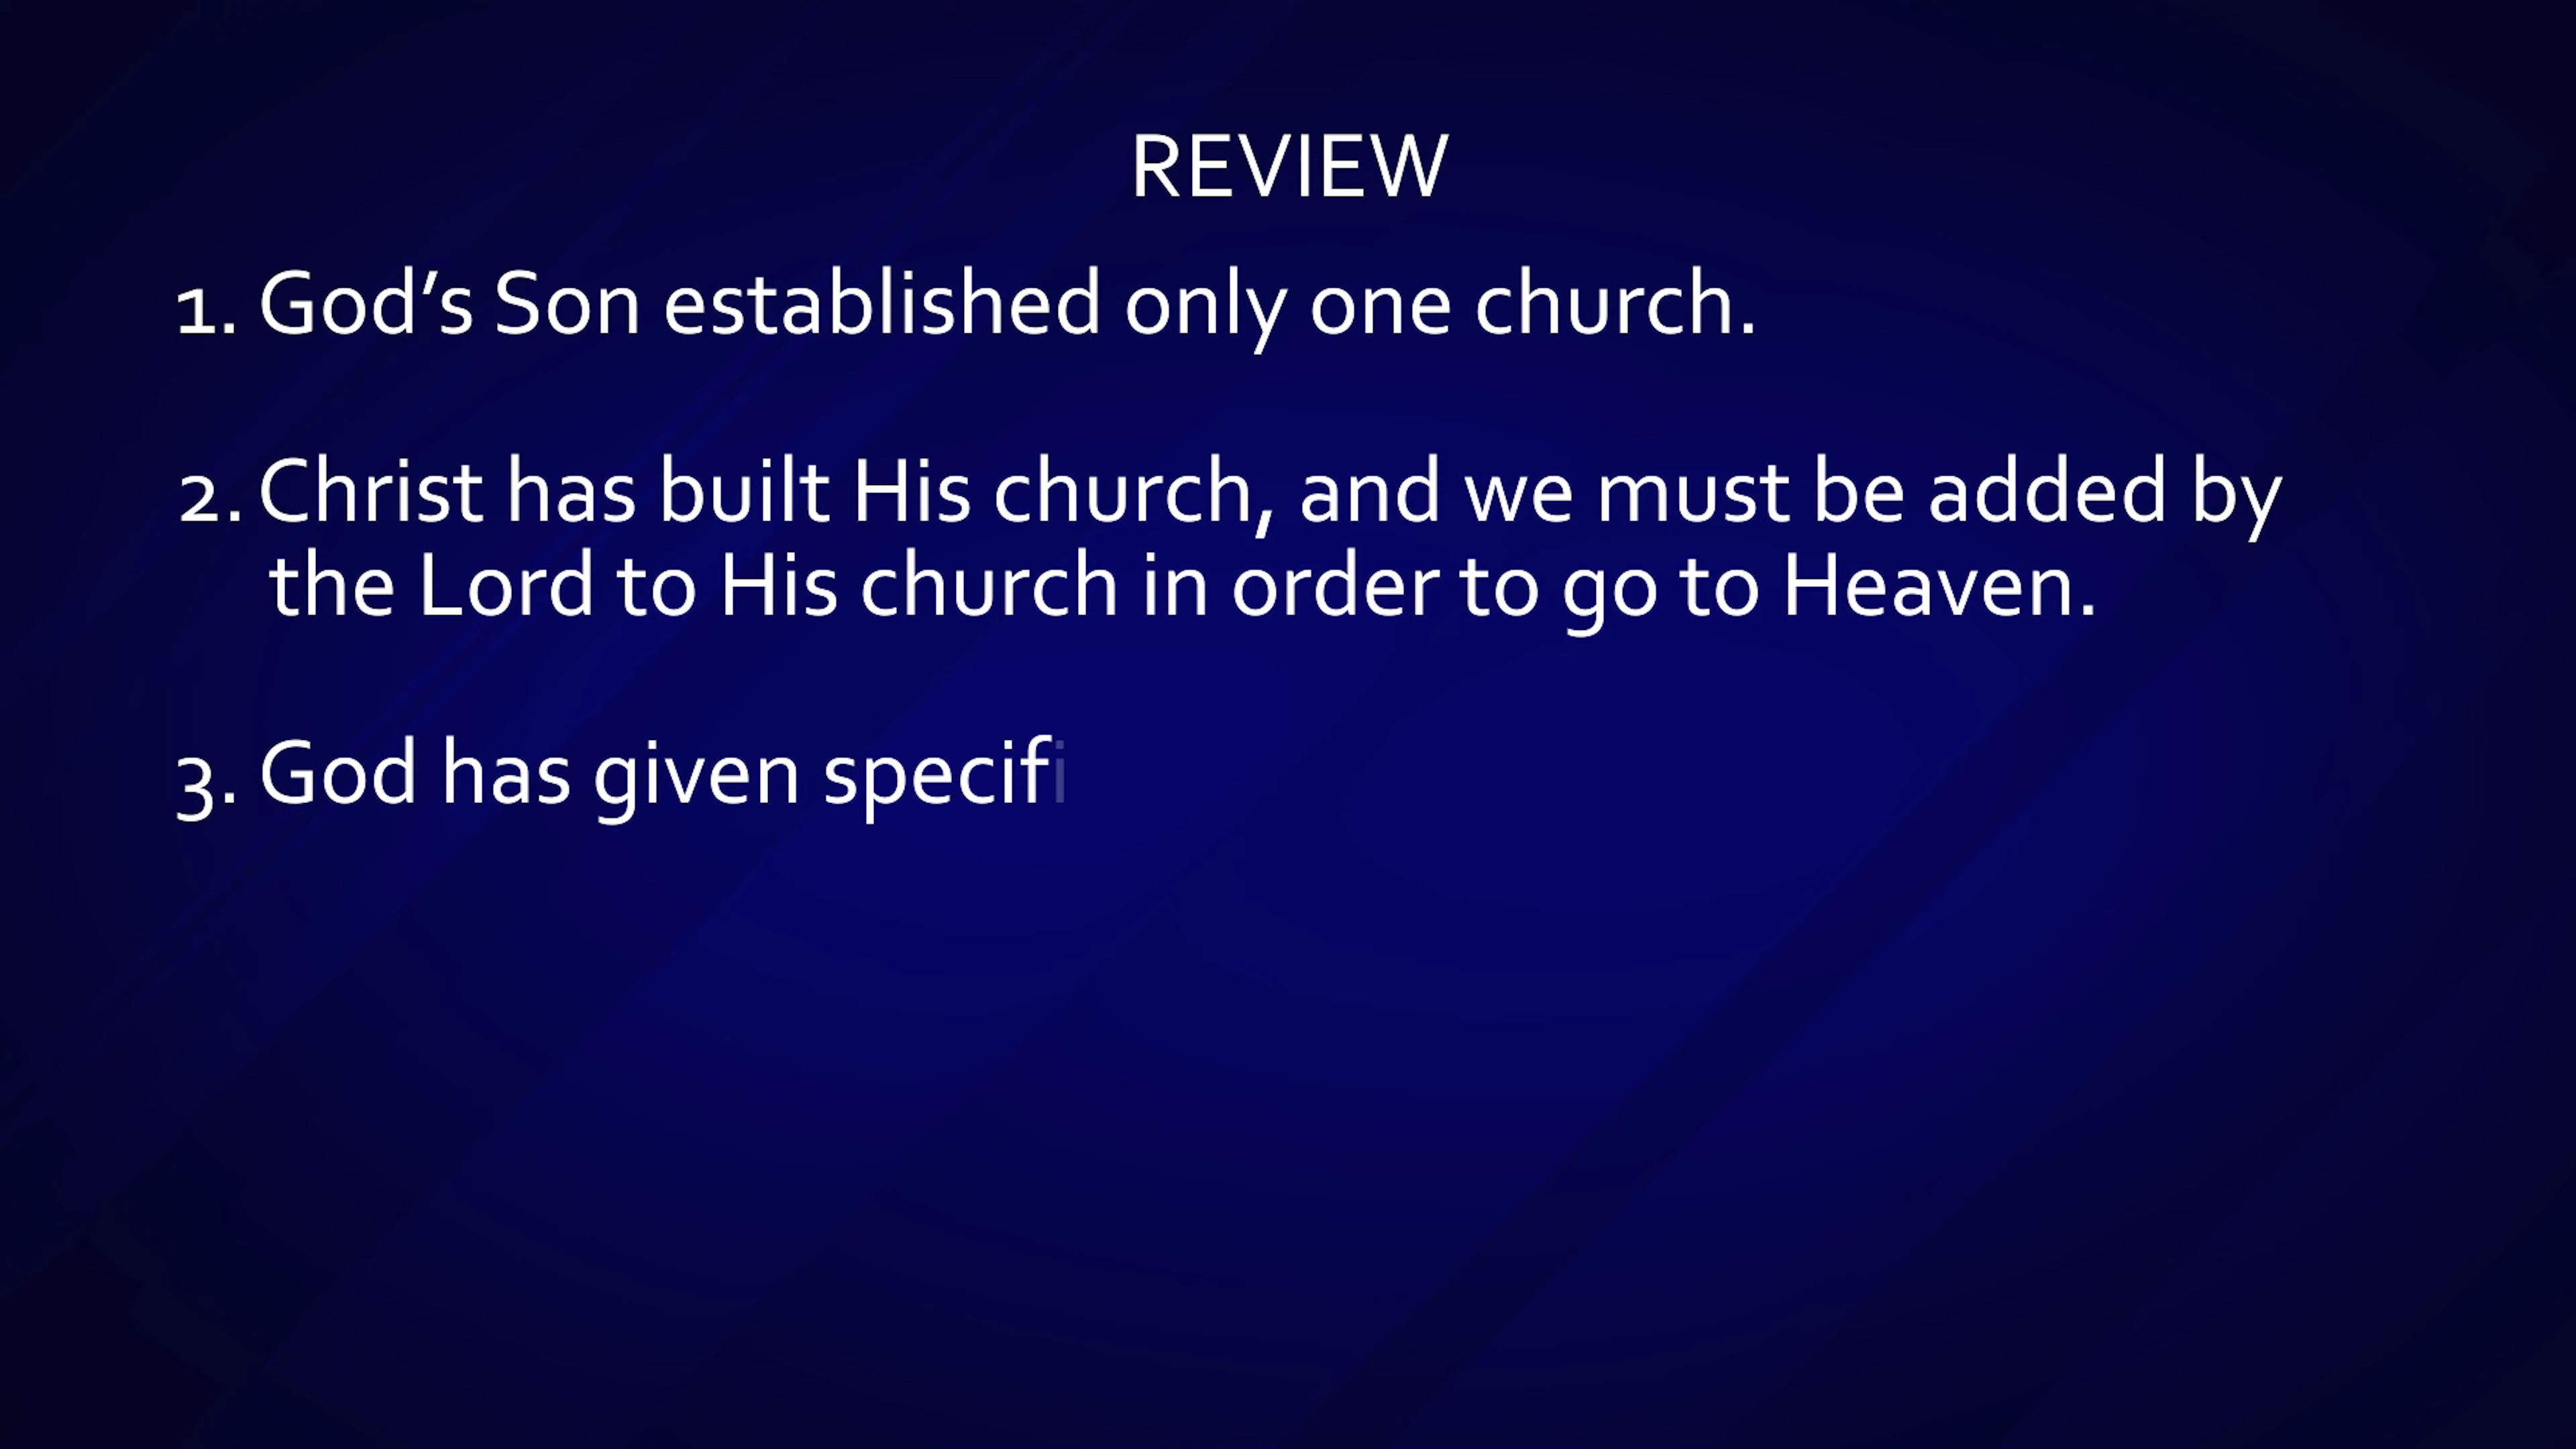 REVIEW
1. God’s Son established only one church.
2. Christ has built His church, and we must be added by
the Lord to His church in order to go to Heaven.
3. God has given specifi